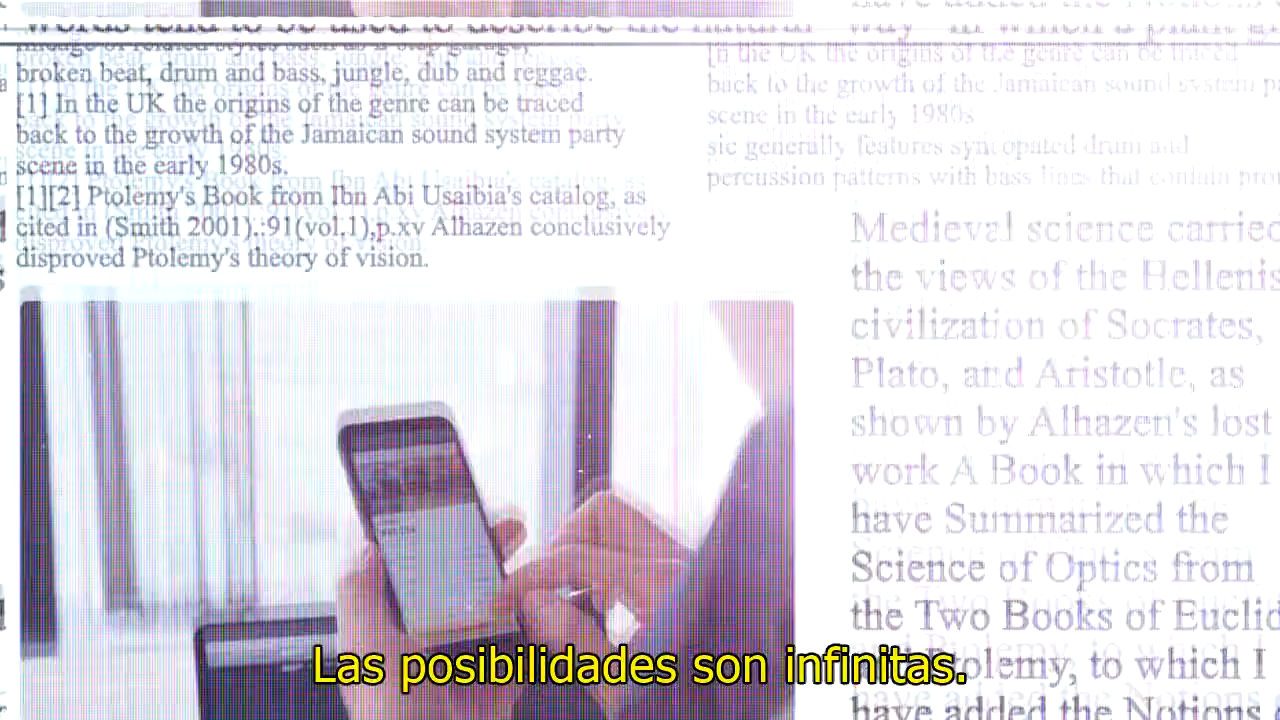 broken beat, drum and bass, jungle, dub and reggae.
[1] In the UK the origins of the genre can be traced
back to the growth of the Jamaican sound system party
scene in the early 1980s.
[1][2] Ptolemy's Book from Ibn Abi Usaibia's catalog, as
cited in (Smith 2001).:91(vol.1),p.xv Alhazen conclusively
disproved Ptolemy's theory of vision.
in the UK the origins of the genre can be traced
back to the growth of the Jamaican sound system
scene in the early 1980s
sic generally features syncopated drum and
percussion patterns with bass lines that contain
Medieval science carried
the views of the
civilization of Socrates,
Plato, and Aristotle, as
shown by Alhazen's lost
work A Book in which I
have Summarized the
Science of Optics from
the Two Books of
Ptolemy, to which I
have added the Notions
Las posibilidades son infinitas.